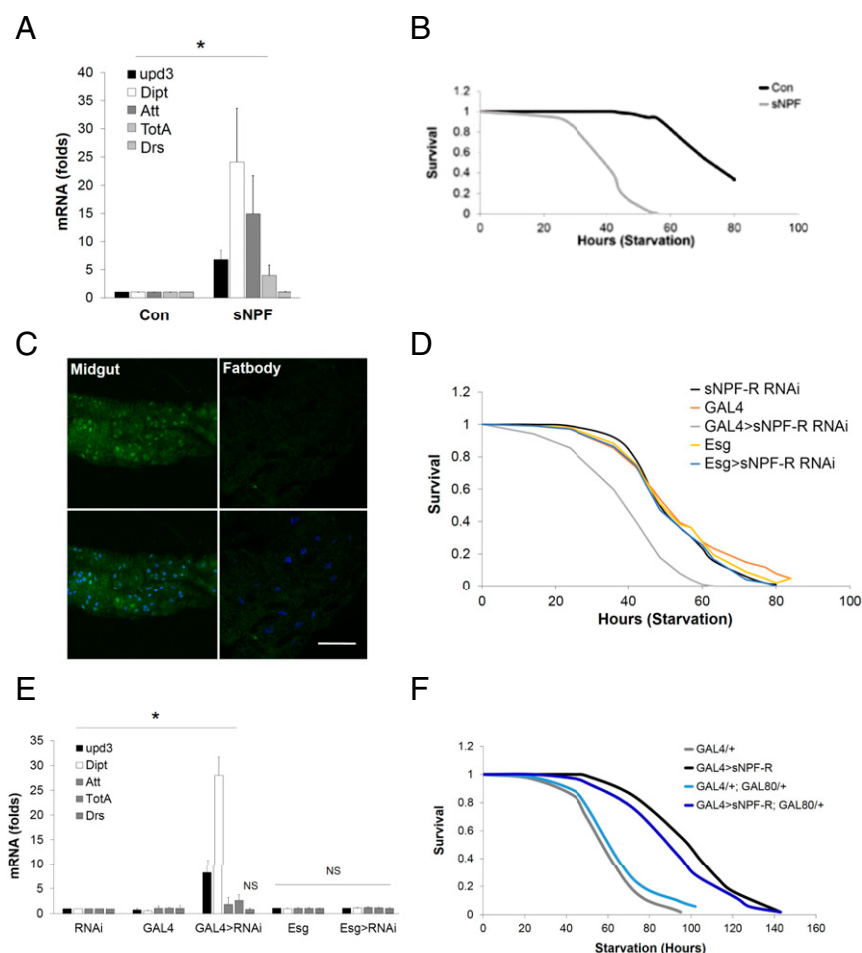 A
*
upd3
Dipt
Att
TotA
Drs
mRNA (folds)
40
35
30
25
20
15
10
5
0
Con
sNPF
B
Con
sNPF
Survival
1.2
1
0.8
0.6
0.4
0.2
0
0
20
40
60
80
100
Hours (Starvation)
C
Midgut
Fatbody
D
sNPF-R RNAi
GAL4
GAL4>sNPF-R RNAi
Esg
Esg>sNPF-R RNAi
Survival
1.2
1
0.8
0.6
0.4
0.2
0
0
20
40
60
80
100
Hours (Starvation)
E
*
upd3
Dipt
Att
TotA
Drs
NS
NS
mRNA (folds)
35
30
25
20
15
10
5
0
RNAi
GAL4
GAL4>RNAi
Esg
Esg>RNAi
F
GAL4/+
GAL4>sNPF-R
GAL4/+; GAL80/+
GAL4>sNPF-R; GAL80/+
Survival
1.2
1
0.8
0.6
0.4
0.2
0
0
20
40
60
80
100
120
140
160
Starvation (Hours)